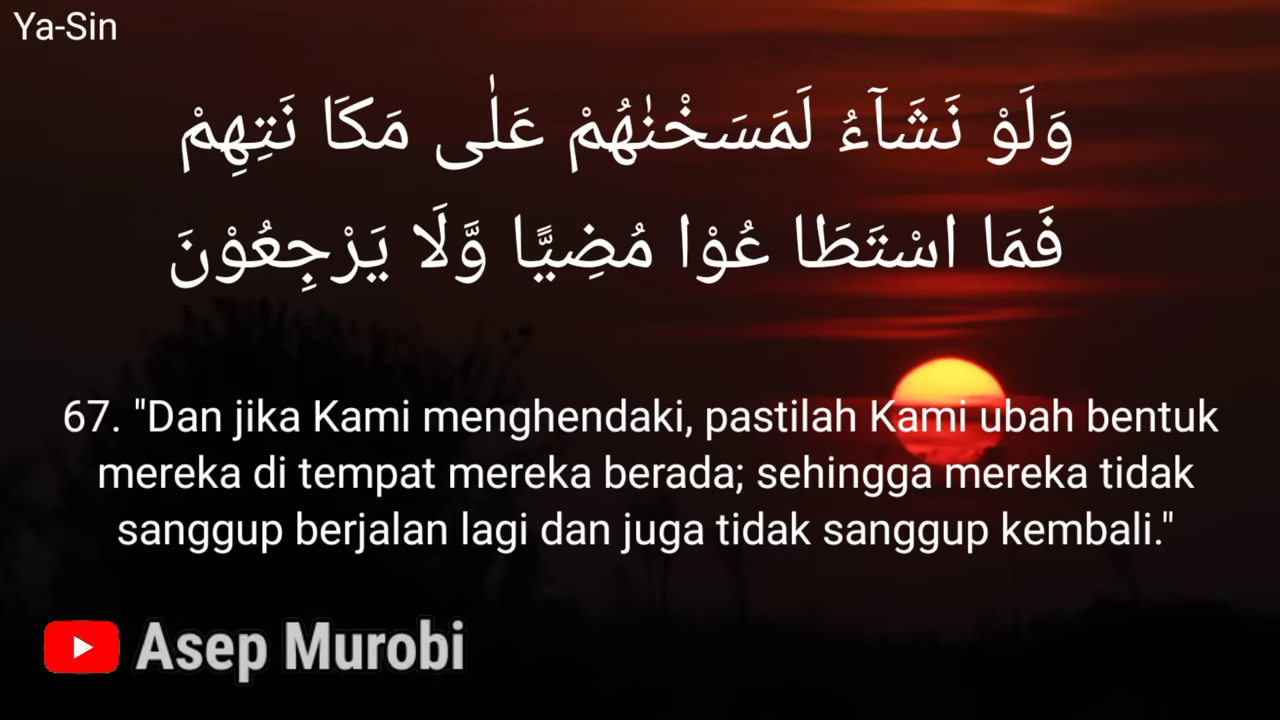 Ya-Sin
وَلَوْ نَشَآءُ لَمَسَخْنٰهُمْ عَلٰى مَكَا نَتِهِمْ
فَمَا اسْتَطَا عُوْا مُضِيًّا وَّلَا يَرْجِعُوْنَ
67. "Dan jika Kami menghendaki, pastilah Kami ubah bentuk
mereka di tempat mereka berada; sehingga mereka tidak
sanggup berjalan lagi dan juga tidak sanggup kembali."
Asep Murobi